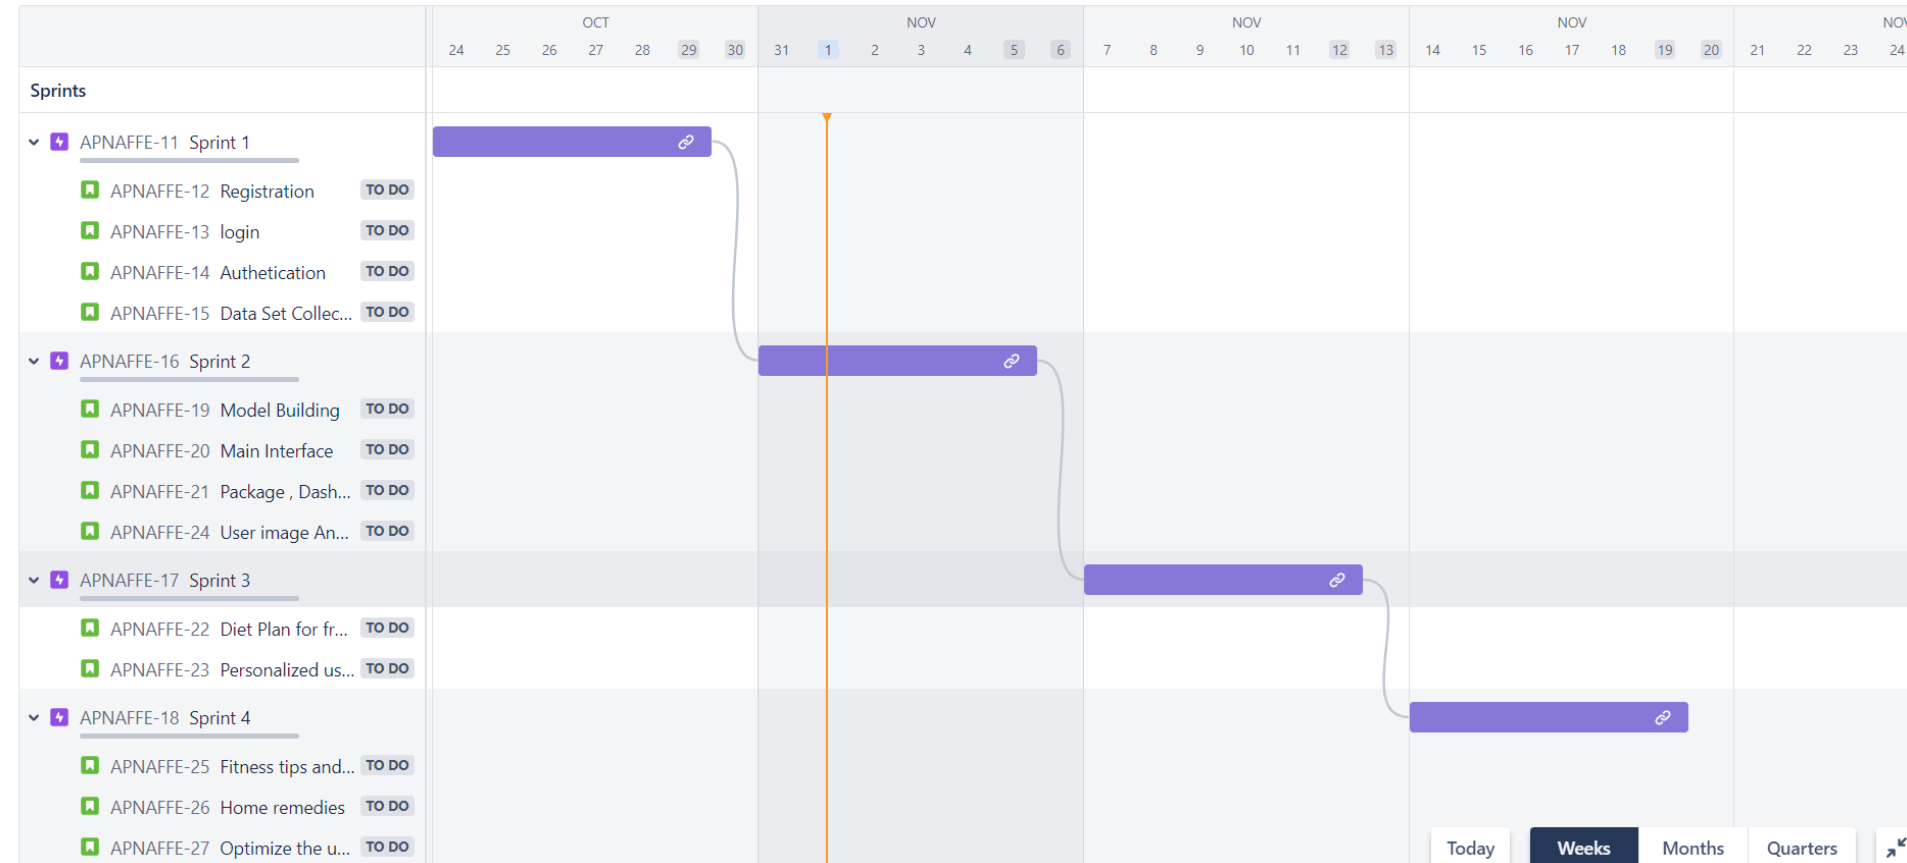 OCT NOV NOV NOV NOV
24 25 26 27 28 29 30 31 1 2 3 4 5 6 7 8 9 10 11 12 13 14 15 16 17 18 19 20 21 22 23 24
Sprints
APNAFFE-11 Sprint 1
APNAFFE-12 Registration TO DO
APNAFFE-13 login TO DO
APNAFFE-14 Authetication TO DO
APNAFFE-15 Data Set Collec... TO DO
APNAFFE-16 Sprint 2
APNAFFE-19 Model Building TO DO
APNAFFE-20 Main Interface TO DO
APNAFFE-21 Package , Dash... TO DO
APNAFFE-24 User image An... TO DO
APNAFFE-17 Sprint 3
APNAFFE-22 Diet Plan for fr... TO DO
APNAFFE-23 Personalized us... TO DO
APNAFFE-18 Sprint 4
APNAFFE-25 Fitness tips and... TO DO
APNAFFE-26 Home remedies TO DO
APNAFFE-27 Optimize the u... TO DO
Today Weeks Months Quarters